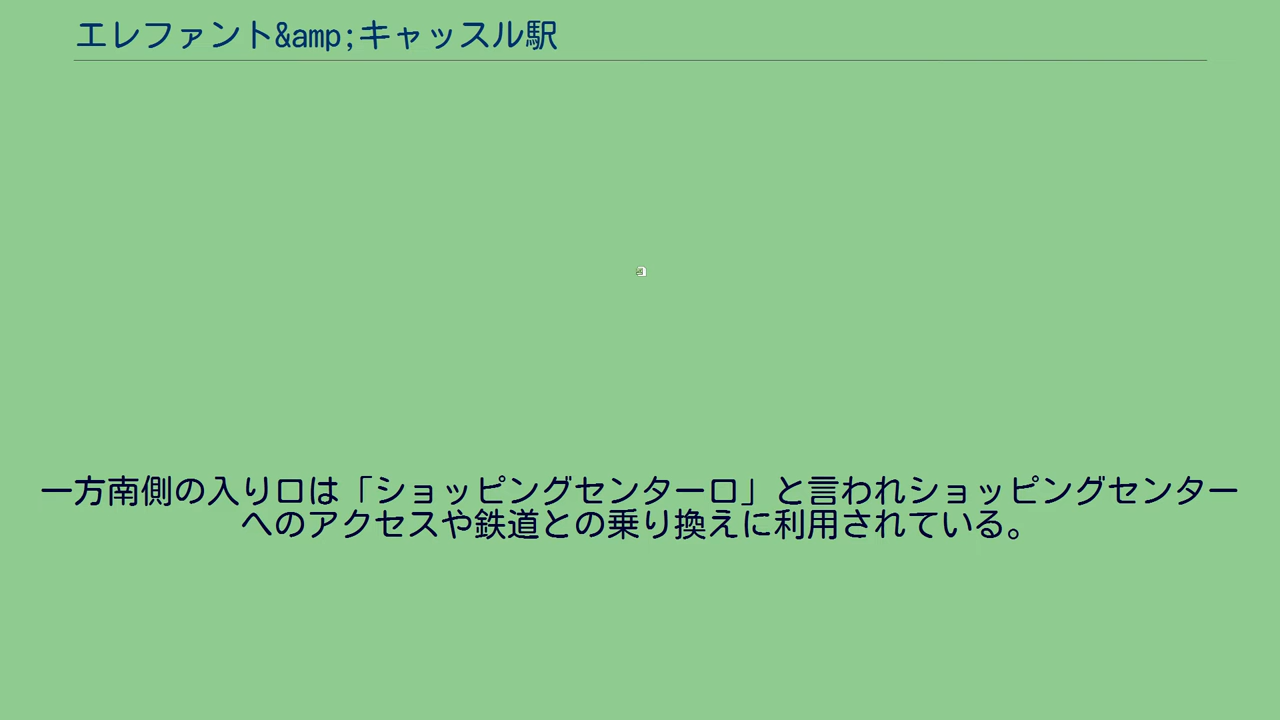 エレファント&amp;キャッスル駅
一方南側の入り口は「ショッピングセンター口」と言われショッピングセンター
へのアクセスや鉄道との乗り換えに利用されている。